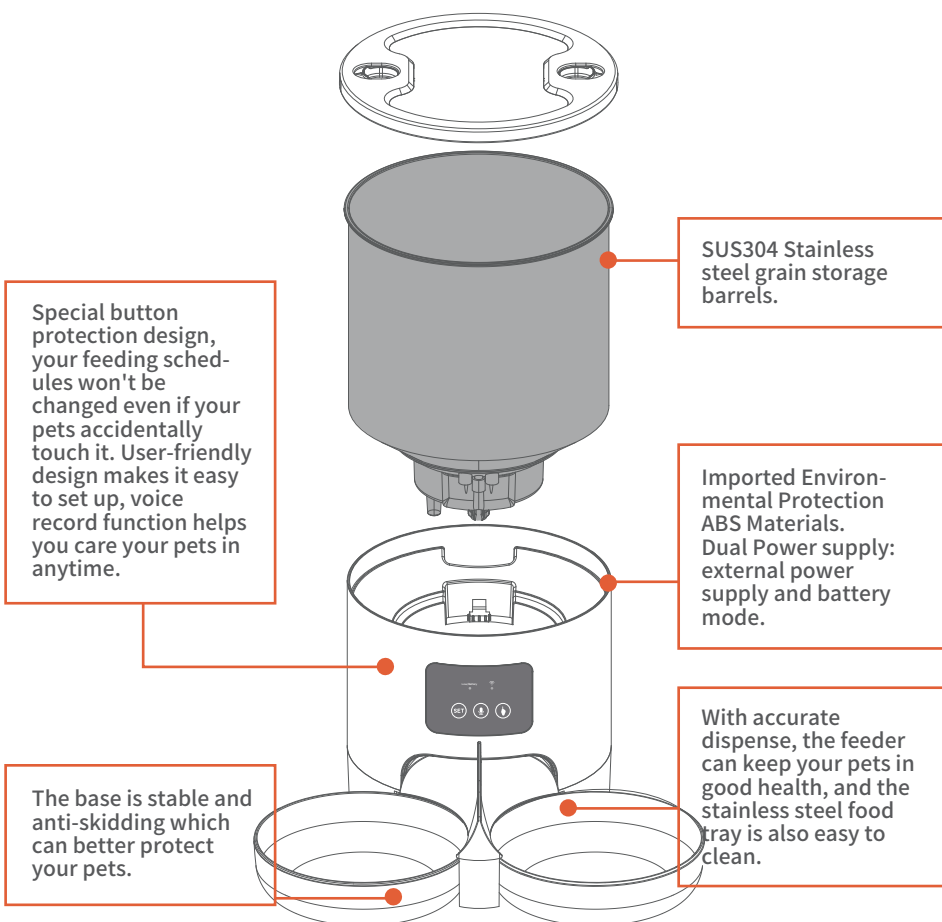 SUS304 Stainless
steel grain storage
barrels.
Special button
protection design,
your feeding sched-
ules won't be
changed even if your
pets accidentally
touch it. User-friendly
design makes it easy
to set up, voice
record function helps
you care your pets in
anytime.
Imported Environ-
mental Protection
ABS Materials.
Dual Power supply:
external power
supply and battery
mode.
SET
With accurate
dispense, the feeder
can keep your pets in
good health, and the
stainless steel food
tray is also easy to
clean.
The base is stable and
anti-skidding which
can better protect
your pets.